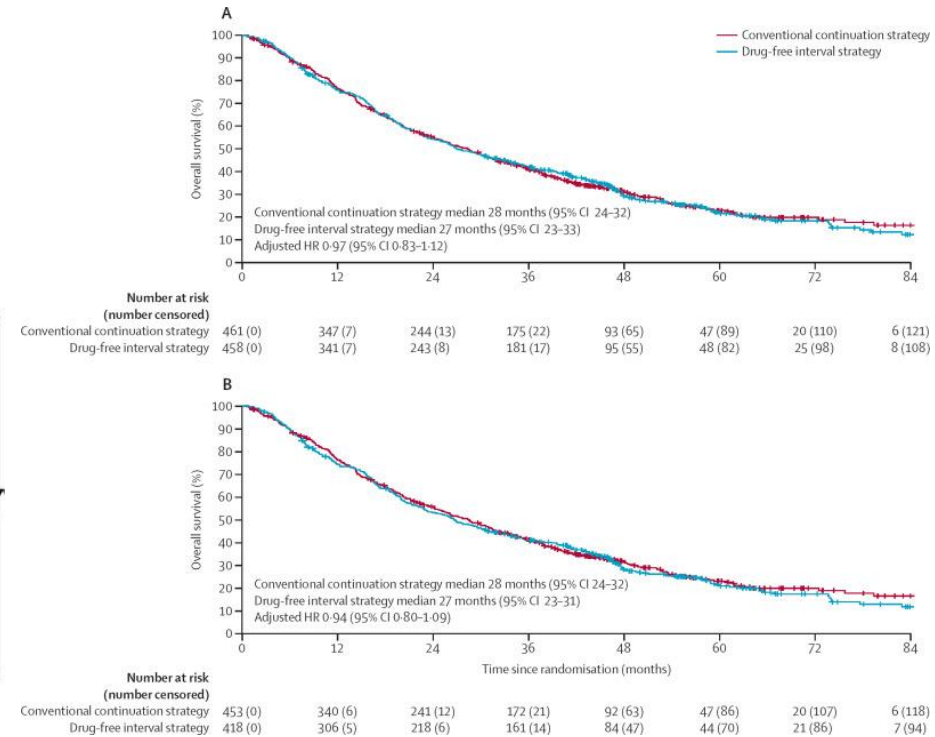 A
Conventional continuation strategy
Drug-free interval strategy
Overall survival (%)
100
90
80
70
60
50
40
30
20
10
0
Conventional continuation strategy median 28 months (95% CI 24–32)
Drug-free interval strategy median 27 months (95% CI 23–33)
Adjusted HR 0·97 (95% CI 0·83–1·12)
0 12 24 36 48 60 72 84
Number at risk
(number censored)
Conventional continuation strategy 461 (0) 347 (7) 244 (13) 175 (22) 93 (65) 47 (89) 20 (110) 6 (121)
Drug-free interval strategy 458 (0) 341 (7) 243 (8) 181 (17) 95 (55) 48 (82) 25 (98) 8 (108)
B
Overall survival (%)
100
90
80
70
60
50
40
30
20
10
0
Conventional continuation strategy median 28 months (95% CI 24–32)
Drug-free interval strategy median 27 months (95% CI 23–31)
Adjusted HR 0·94 (95% CI 0·80–1·09)
0 12 24 36 48 60 72 84
Time since randomisation (months)
Number at risk
(number censored)
Conventional continuation strategy 453 (0) 340 (6) 241 (12) 172 (21) 92 (63) 47 (86) 20 (107) 6 (118)
Drug-free interval strategy 418 (0) 306 (5) 218 (6) 161 (14) 84 (47) 44 (70) 21 (86) 7 (94)